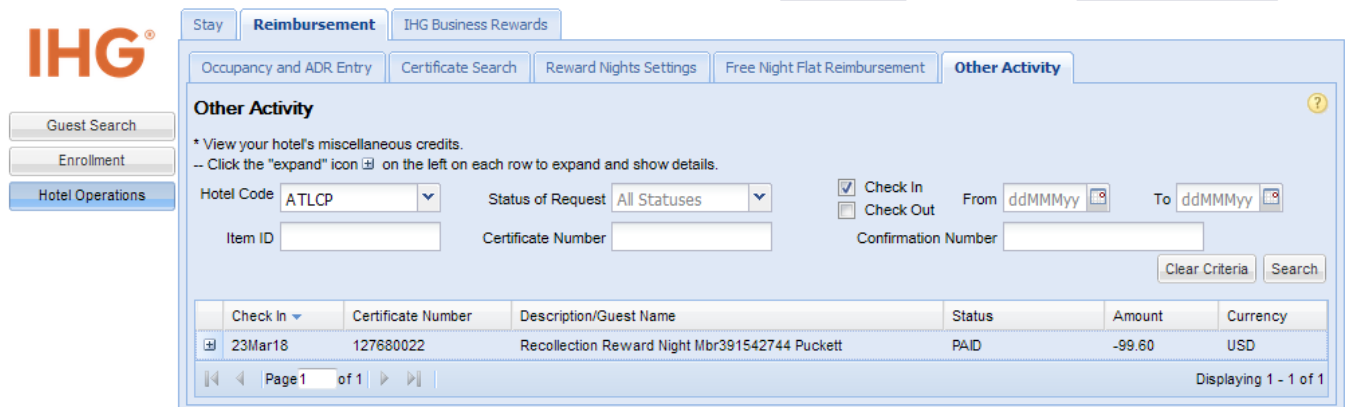 IHG®
Stay Reimbursement IHG Business Rewards
Occupancy and ADR Entry Certificate Search Reward Nights Settings Free Night Flat Reimbursement Other Activity
Other Activity ?
Guest Search
Enrollment
Hotel Operations
* View your hotel's miscellaneous credits.
-- Click the "expand" icon on the left on each row to expand and show details.
Hotel Code ATLCP Status of Request All Statuses Check In From ddMMMyy To ddMMMyy
Check Out
Item ID Certificate Number Confirmation Number
Clear Criteria Search
Check In Certificate Number Description/Guest Name Status Amount Currency
23Mar18 127680022 Recollection Reward Night Mbr391542744 Puckett PAID -99.60 USD
Page 1 of 1 Displaying 1 - 1 of 1